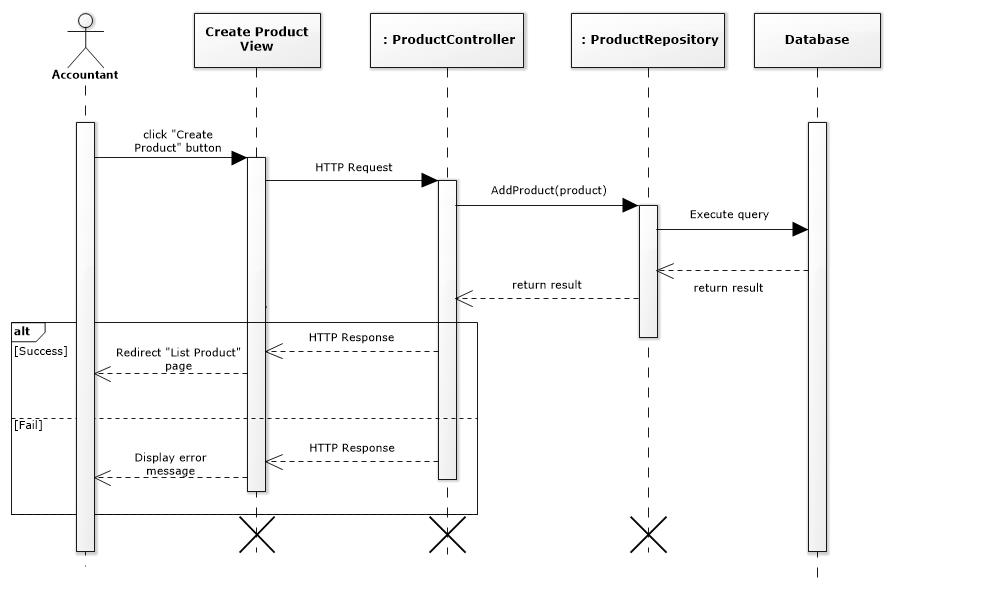 Accountant
Create Product
View
: ProductController
: ProductRepository
Database
click "Create
Product" button
HTTP Request
AddProduct(product)
Execute query
return result
return result
alt
[Success]
HTTP Response
Redirect "List Product"
page
[Fail]
HTTP Response
Display error
message